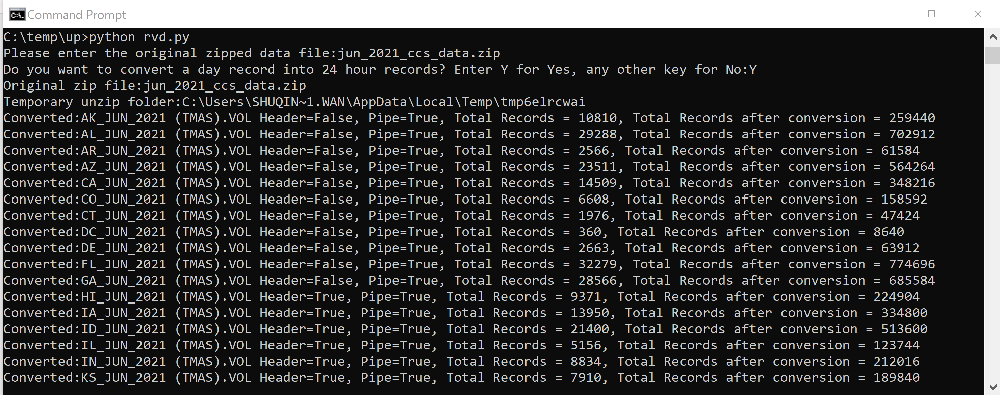 Command Prompt
C:\temp\up>python rvd.py
Please enter the original zipped data file:jun_2021_ccs_data.zip
Do you want to convert a day record into 24 hour records? Enter Y for Yes, any other key for No:Y
Original zip file:jun_2021_ccs_data.zip
Temporary unzip folder:C:\Users\SHUQIN~1.WAN\AppData\Local\Temp\tmp6elrcwai
Converted:AK_JUN_2021 (TMAS).VOL Header=False, Pipe=True, Total Records = 10810, Total Records after conversion = 259440
Converted:AL_JUN_2021 (TMAS).VOL Header=False, Pipe=True, Total Records = 29288, Total Records after conversion = 702912
Converted:AR_JUN_2021 (TMAS).VOL Header=False, Pipe=True, Total Records = 2566, Total Records after conversion = 61584
Converted:AZ_JUN_2021 (TMAS).VOL Header=False, Pipe=True, Total Records = 23511, Total Records after conversion = 564264
Converted:CA_JUN_2021 (TMAS).VOL Header=False, Pipe=True, Total Records = 14509, Total Records after conversion = 348216
Converted:CO_JUN_2021 (TMAS).VOL Header=False, Pipe=True, Total Records = 6608, Total Records after conversion = 158592
Converted:CT_JUN_2021 (TMAS).VOL Header=False, Pipe=True, Total Records = 1976, Total Records after conversion = 47424
Converted:DC_JUN_2021 (TMAS).VOL Header=False, Pipe=True, Total Records = 360, Total Records after conversion = 8640
Converted:DE_JUN_2021 (TMAS).VOL Header=False, Pipe=True, Total Records = 2663, Total Records after conversion = 63912
Converted:FL_JUN_2021 (TMAS).VOL Header=False, Pipe=True, Total Records = 32279, Total Records after conversion = 774696
Converted:GA_JUN_2021 (TMAS).VOL Header=False, Pipe=True, Total Records = 28566, Total Records after conversion = 685584
Converted:HI_JUN_2021 (TMAS).VOL Header=True, Pipe=True, Total Records = 9371, Total Records after conversion = 224904
Converted:IA_JUN_2021 (TMAS).VOL Header=True, Pipe=True, Total Records = 13950, Total Records after conversion = 334800
Converted:ID_JUN_2021 (TMAS).VOL Header=True, Pipe=True, Total Records = 21400, Total Records after conversion = 513600
Converted:IL_JUN_2021 (TMAS).VOL Header=True, Pipe=True, Total Records = 5156, Total Records after conversion = 123744
Converted:IN_JUN_2021 (TMAS).VOL Header=True, Pipe=True, Total Records = 8834, Total Records after conversion = 212016
Converted:KS_JUN_2021 (TMAS).VOL Header=True, Pipe=True, Total Records = 7910, Total Records after conversion = 189840